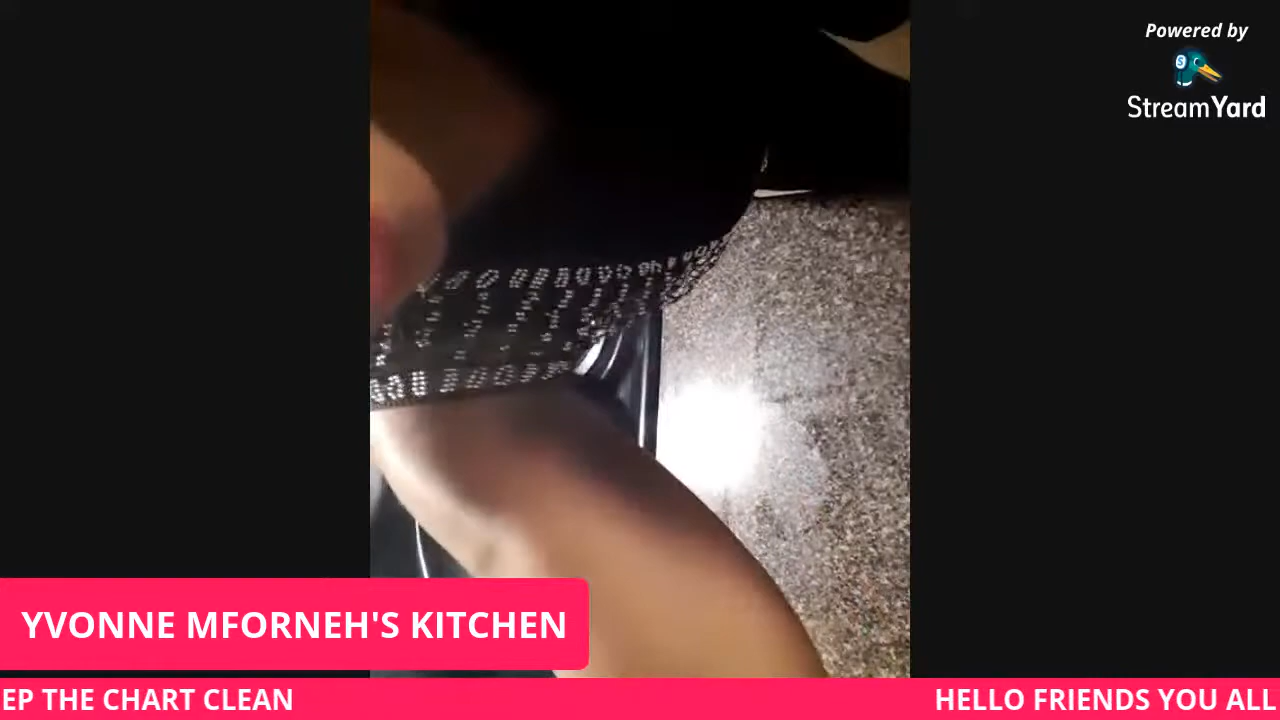 Powered by
StreamYard
YVONNE MFORNEH'S KITCHEN
EP THE CHART CLEAN
HELLO FRIENDS YOU ALL